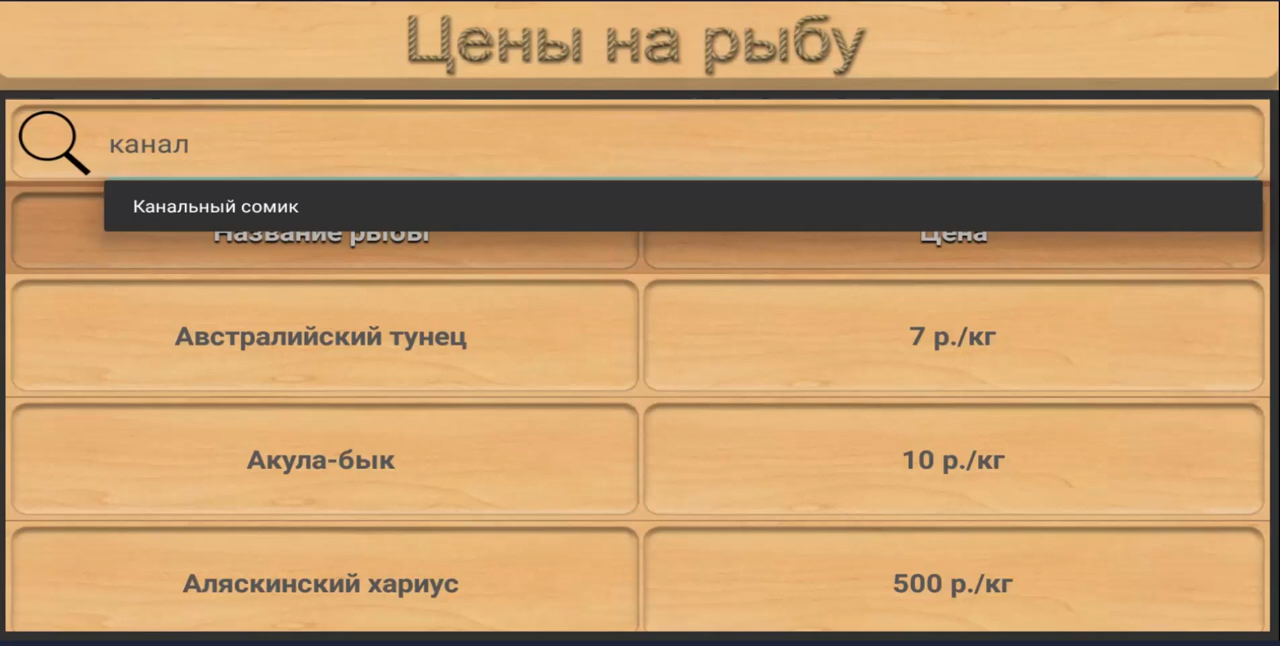 Цены на рыбу
канал
Канальный сомик
Название рыбы Цена
Австралийский тунец 7 р./кг
Акула-бык 10 р./кг
Аляскинский хариус 500 р./кг